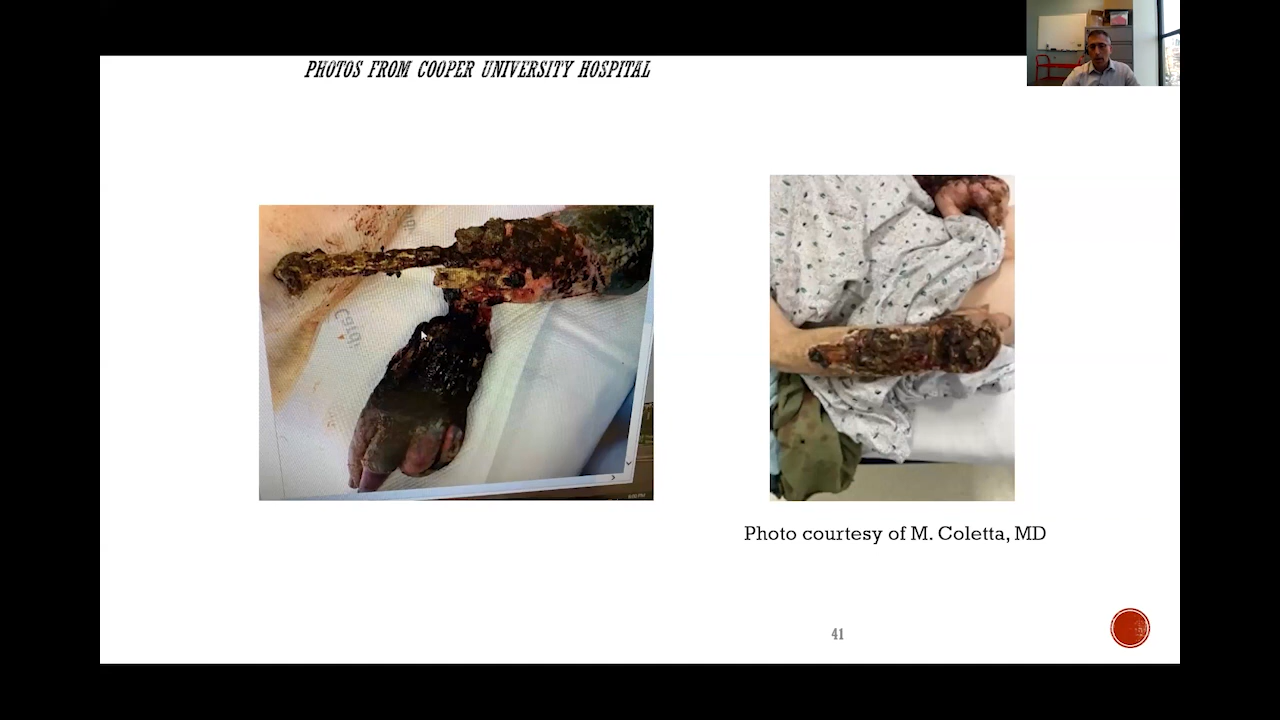 PHOTOS FROM COOPER UNIVERSITY HOSPITAL
Photo courtesy of M. Coletta, MD
41